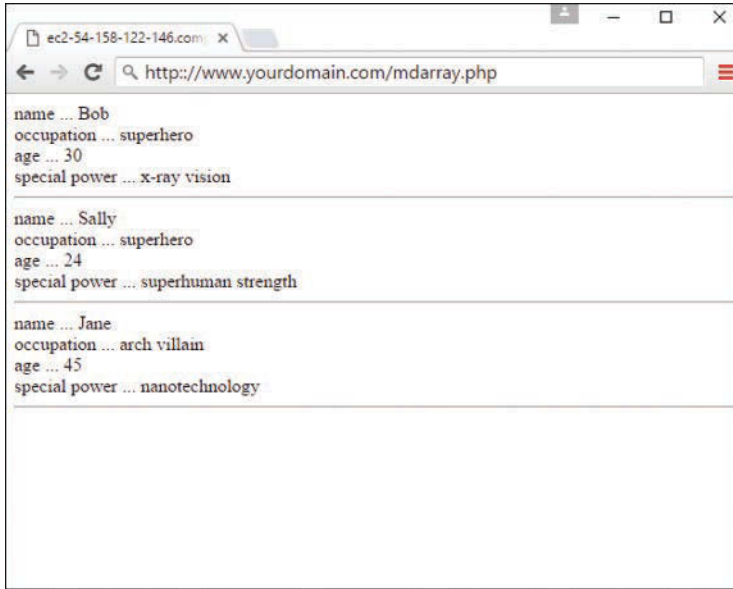 ec2-54-158-122-146.com
http:://www.yourdomain.com/mdarray.php
name ... Bob
occupation ... superhero
age ... 30
special power ... x-ray vision
name ... Sally
occupation ... superhero
age ... 24
special power ... superhuman strength
name ... Jane
occupation ... arch villain
age ... 45
special power ... nanotechnology